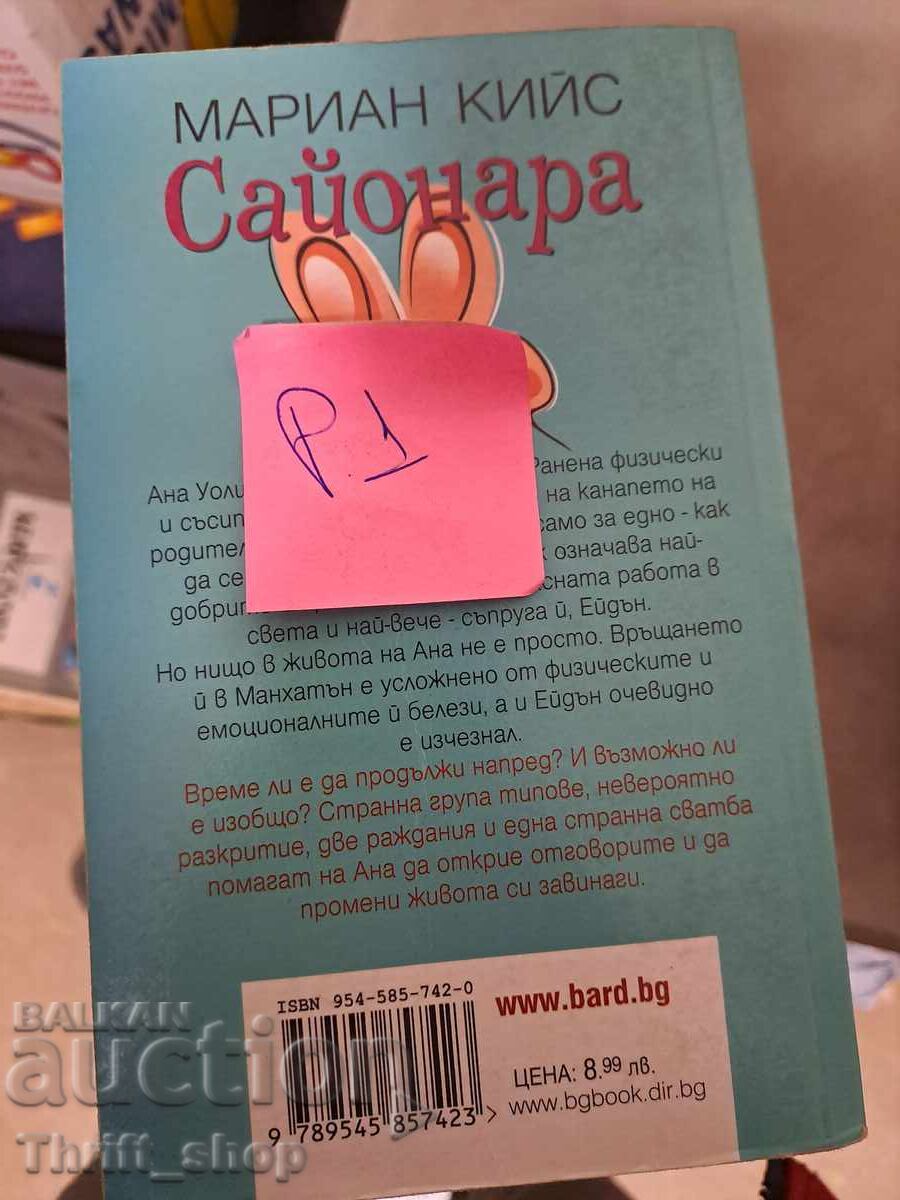 МАРИАН КИЙС
Сайонара
P.1
Ранена физически
Ана Уоли на канапето на
и съсип само за едно - как
родител означава най-
да се сната работа в
добрит
света и най-вече - съпруга й, Ейдън.
Но нищо в живота на Ана не е просто. Връщането
й в Манхатън е усложнено от физическите и
емоционалните й белези, а и Ейдън очевидно
е изчезнал.
Време ли е да продължи напред? И възможно ли
е изобщо? Странна група типове, невероятно
разкритие, две раждания и една странна сватба
помагат на Ана да открие отговорите и да
промени живота си завинаги.
ISBN 954-585-742-0
www.bard.bg
ЦЕНА: 8.99 лв.
www.bgbook.dir.bg
9 789545 857423 >
BALKAN
auction
Thrift_shop